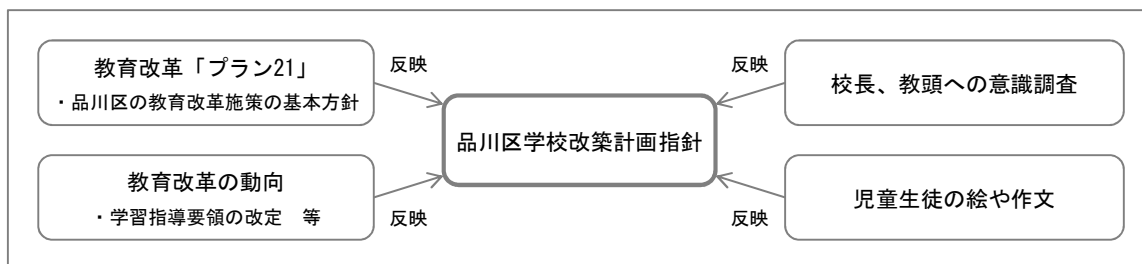 教育改革「プラン21」
・品川区の教育改革施策の基本方針
反映
反映
校長、教頭への意識調査
品川区学校改築計画指針
教育改革の動向
・学習指導要領の改定　等
反映
反映
児童生徒の絵や作文